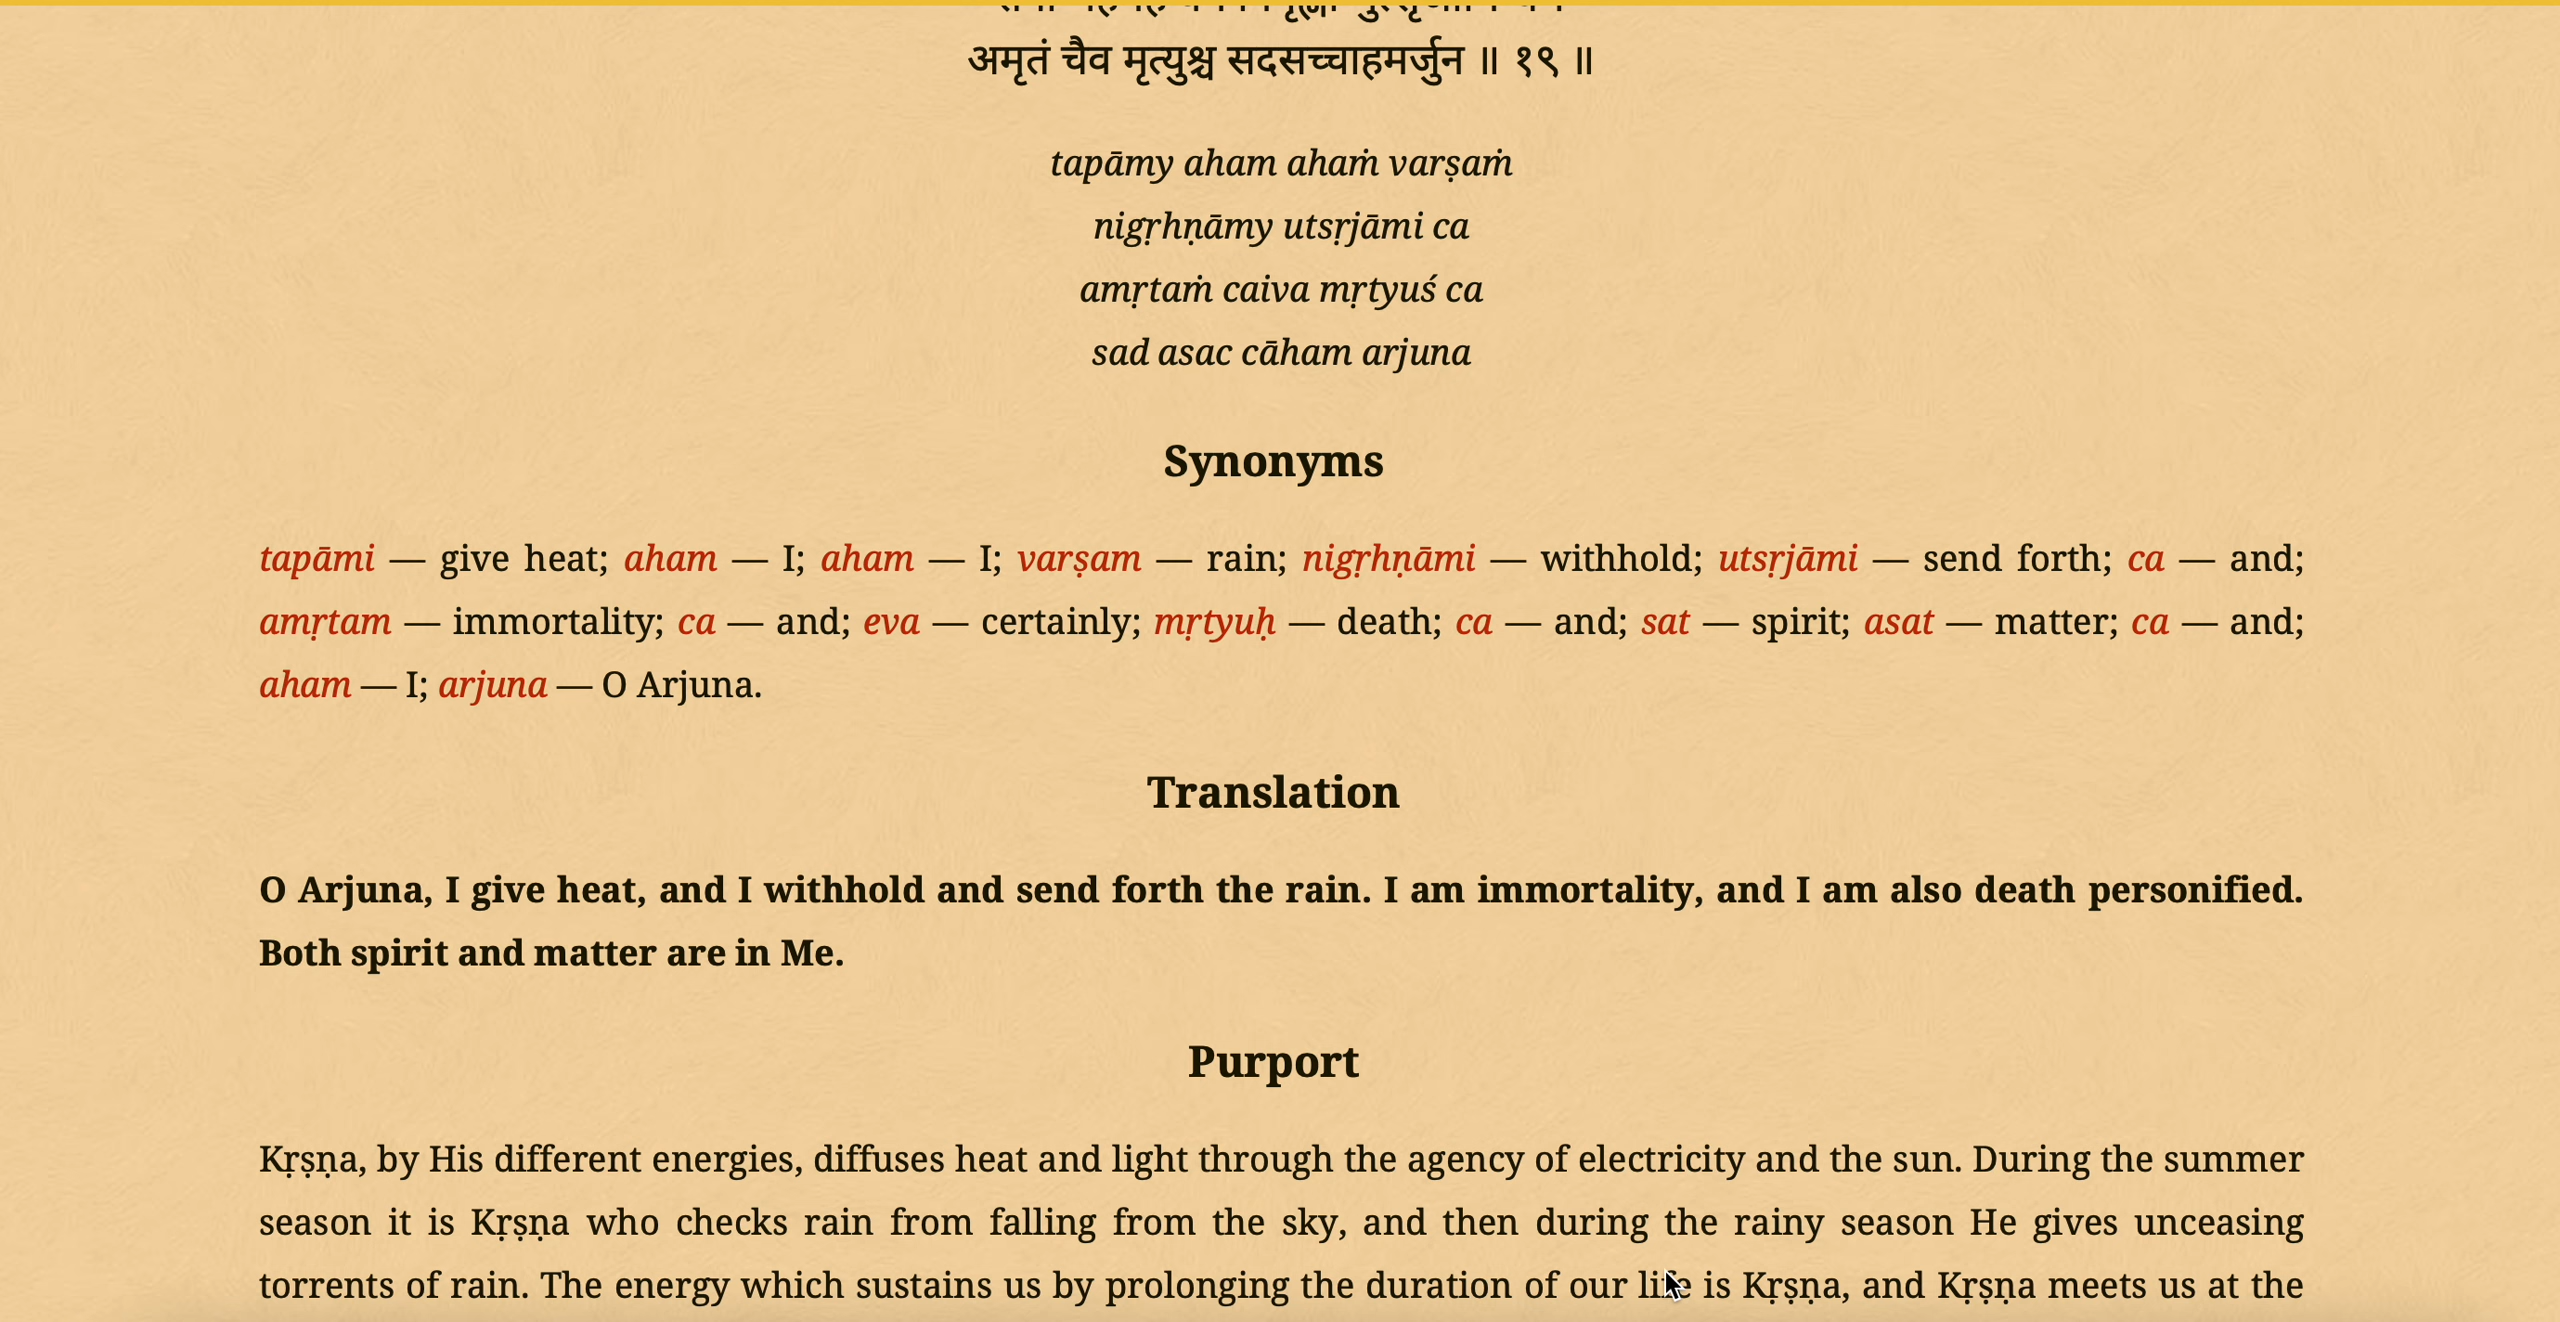 अमृतं चैव मृत्युश्च सदसच्चाहमर्जुन ॥ १९ ॥
tapāmy aham ahaṁ varṣaṁ
nigṛhṇāmy utsṛjāmi ca
amṛtaṁ caiva mṛtyuś ca
sad asac cāham arjuna
Synonyms
tapāmi — give heat; aham — I; aham — I; varṣam — rain; nigṛhṇāmi — withhold; utsṛjāmi — send forth; ca — and;
amṛtam — immortality; ca — and; eva — certainly; mṛtyuḥ — death; ca — and; sat — spirit; asat — matter; ca — and;
aham — I; arjuna — O Arjuna.
Translation
O Arjuna, I give heat, and I withhold and send forth the rain. I am immortality, and I am also death personified.
Both spirit and matter are in Me.
Purport
Kṛṣṇa, by His different energies, diffuses heat and light through the agency of electricity and the sun. During the summer
season it is Kṛṣṇa who checks rain from falling from the sky, and then during the rainy season He gives unceasing
torrents of rain. The energy which sustains us by prolonging the duration of our life is Kṛṣṇa, and Kṛṣṇa meets us at the